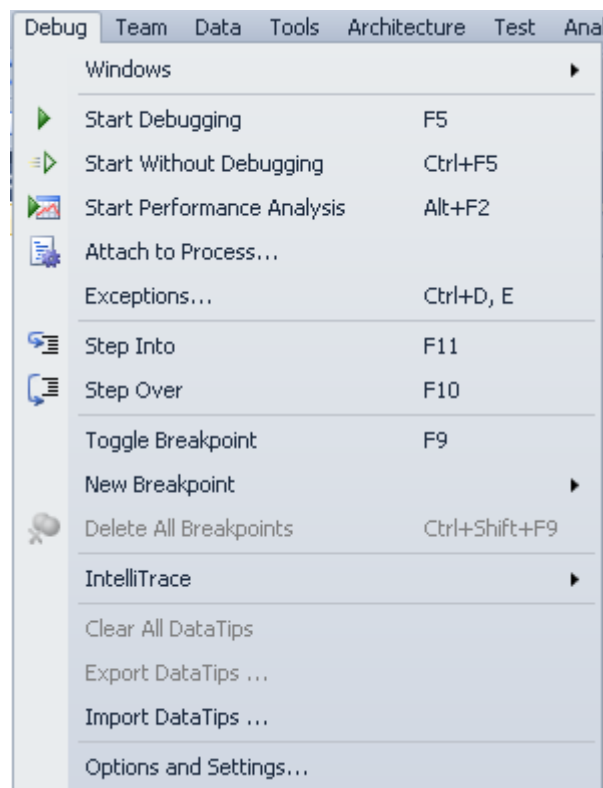 Debug Team Data Tools Architecture Test Ana
Windows
Start Debugging F5
Start Without Debugging Ctrl+F5
Start Performance Analysis Alt+F2
Attach to Process...
Exceptions... Ctrl+D, E
Step Into F11
Step Over F10
Toggle Breakpoint F9
New Breakpoint
Delete All Breakpoints Ctrl+Shift+F9
IntelliTrace
Clear All DataTips
Export DataTips ...
Import DataTips ...
Options and Settings...